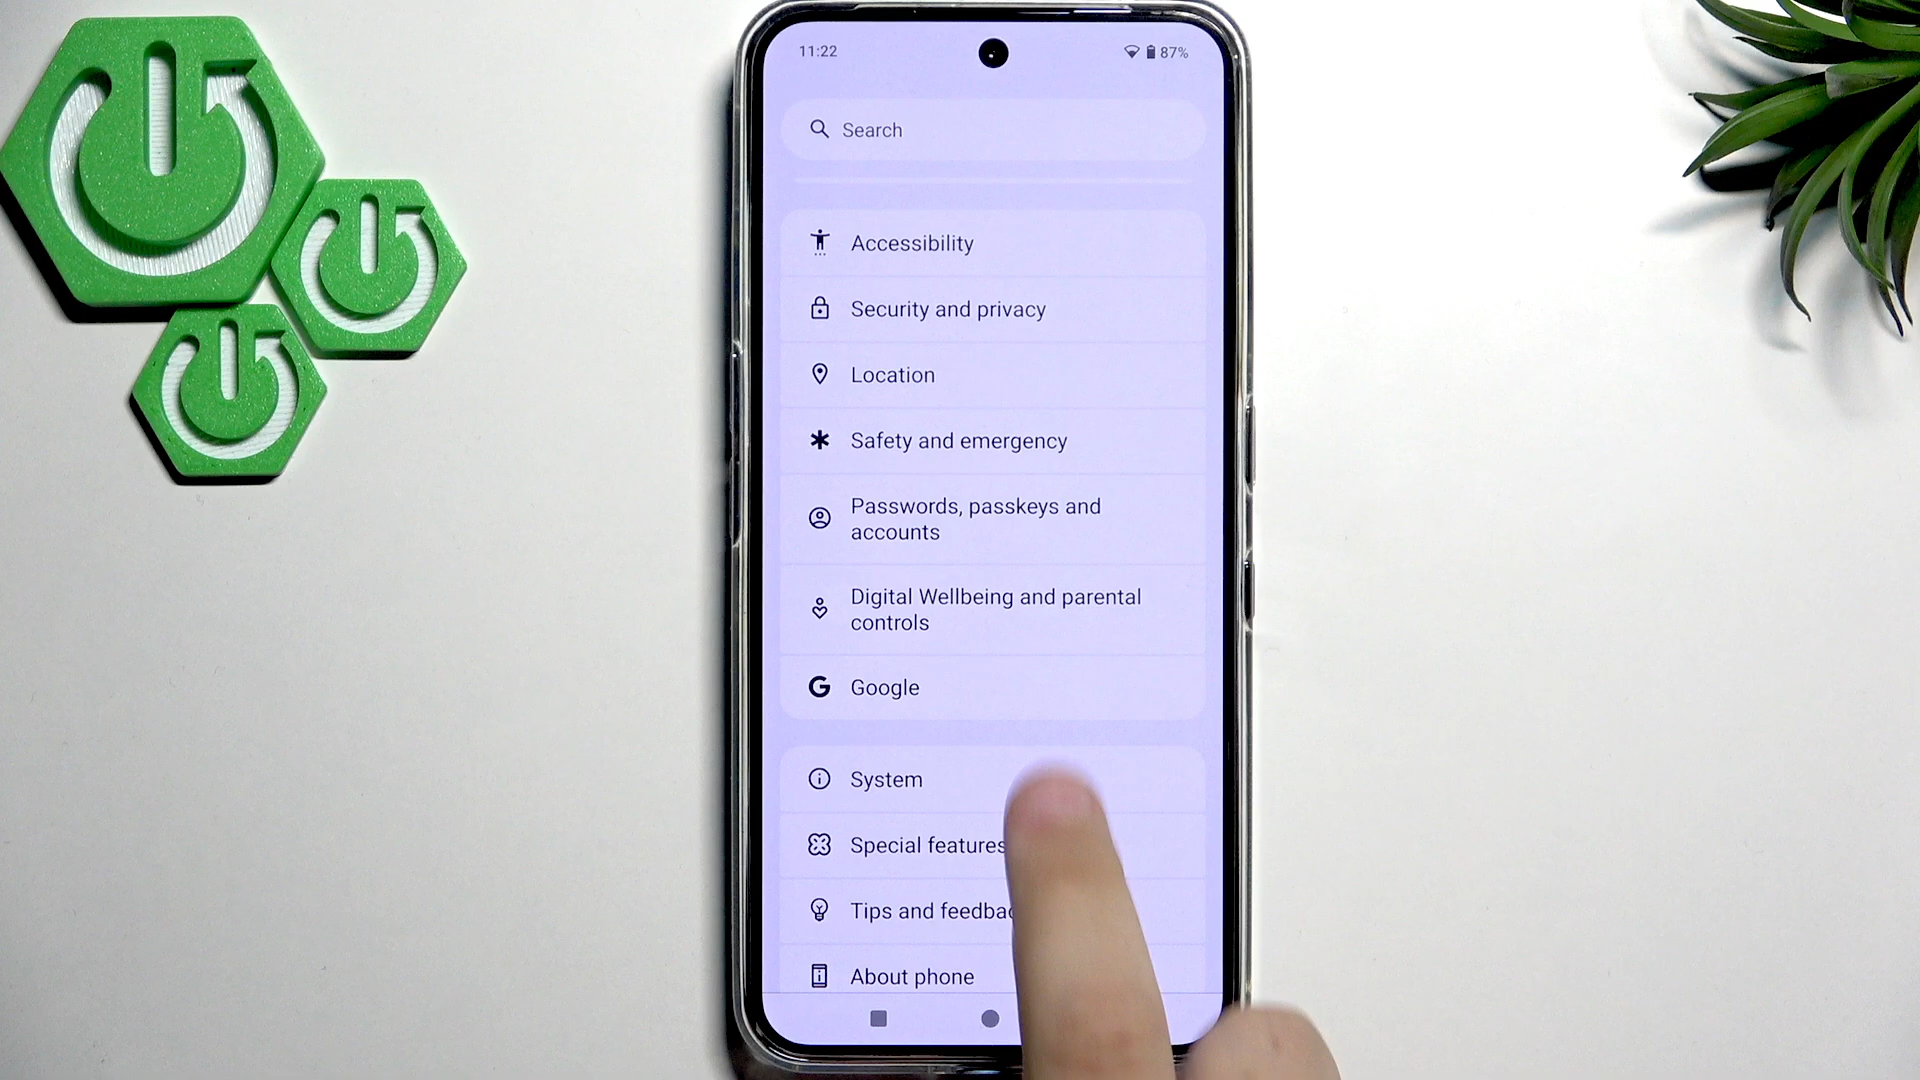 11:22
87%
Search
Accessibility
Security and privacy
Location
Safety and emergency
Passwords, passkeys and
accounts
Digital Wellbeing and parental
controls
Google
System
Special features
Tips and
About phone